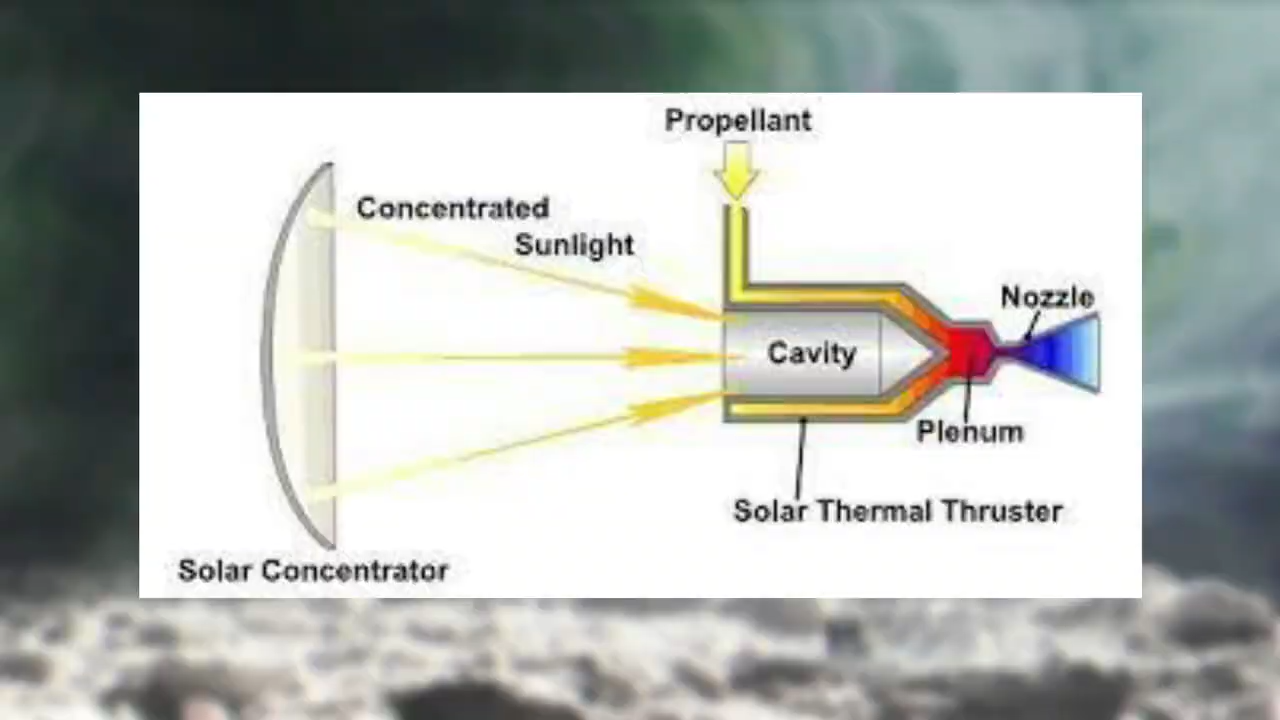 Propellant
Concentrated
Sunlight
Nozzle
Cavity
Plenum
Solar Thermal Thruster
Solar Concentrator